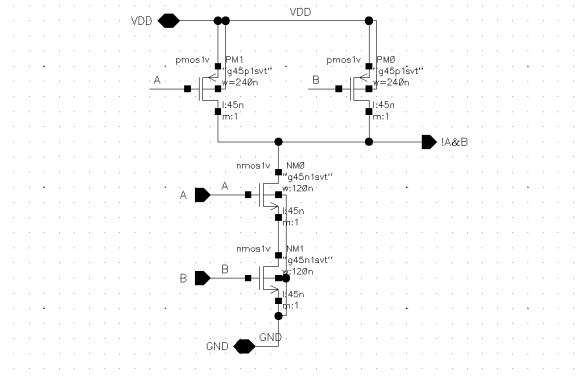 VDD VDD
pmos1v PM1
"g45p1svt"
A w=240n
l:45n
m:1
pmos1v PM0
"g45p1svt"
B w=240n
l:45n
m:1
!A&B
nmos1v NM0
"g45n1svt"
A A w:120n
l:45n
m:1
nmos1v NM1
"g45n1svt"
B B w:120n
l:45n
m:1
GND GND